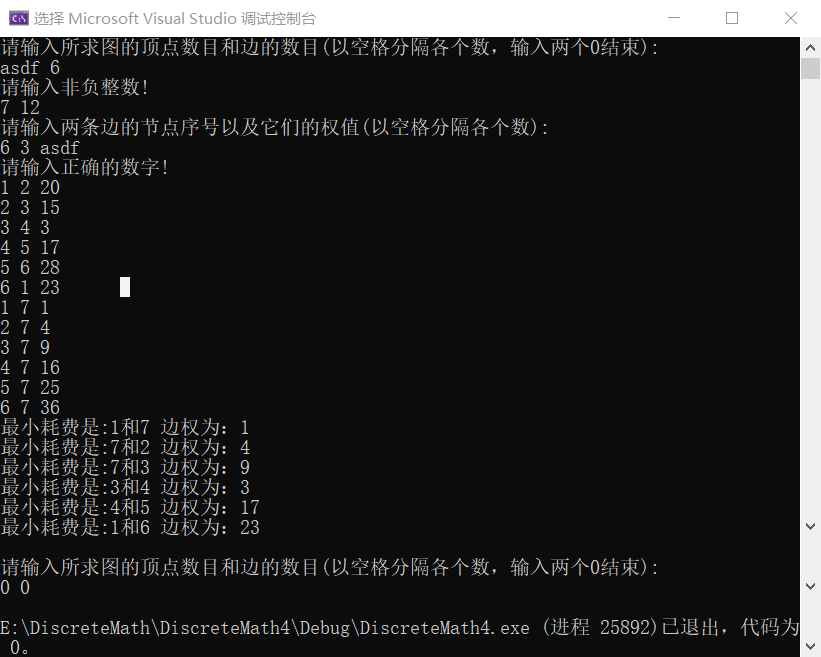 选择 Microsoft Visual Studio 调试控制台
请输入所求图的顶点数目和边的数目(以空格分隔各个数，输入两个0结束):
asdf 6
请输入非负整数!
7 12
请输入两条边的节点序号以及它们的权值(以空格分隔各个数):
6 3 asdf
请输入正确的数字!
1 2 20
2 3 15
3 4 3
4 5 17
5 6 28
6 1 23
1 7 1
2 7 4
3 7 9
4 7 16
5 7 25
6 7 36
最小耗费是:1和7 边权为: 1
最小耗费是:7和2 边权为: 4
最小耗费是:7和3 边权为: 9
最小耗费是:3和4 边权为: 3
最小耗费是:4和5 边权为: 17
最小耗费是:1和6 边权为: 23
请输入所求图的顶点数目和边的数目(以空格分隔各个数，输入两个0结束):
0 0
E:\DiscreteMath\DiscreteMath4\Debug\DiscreteMath4.exe (进程 25892)已退出，代码为
0。